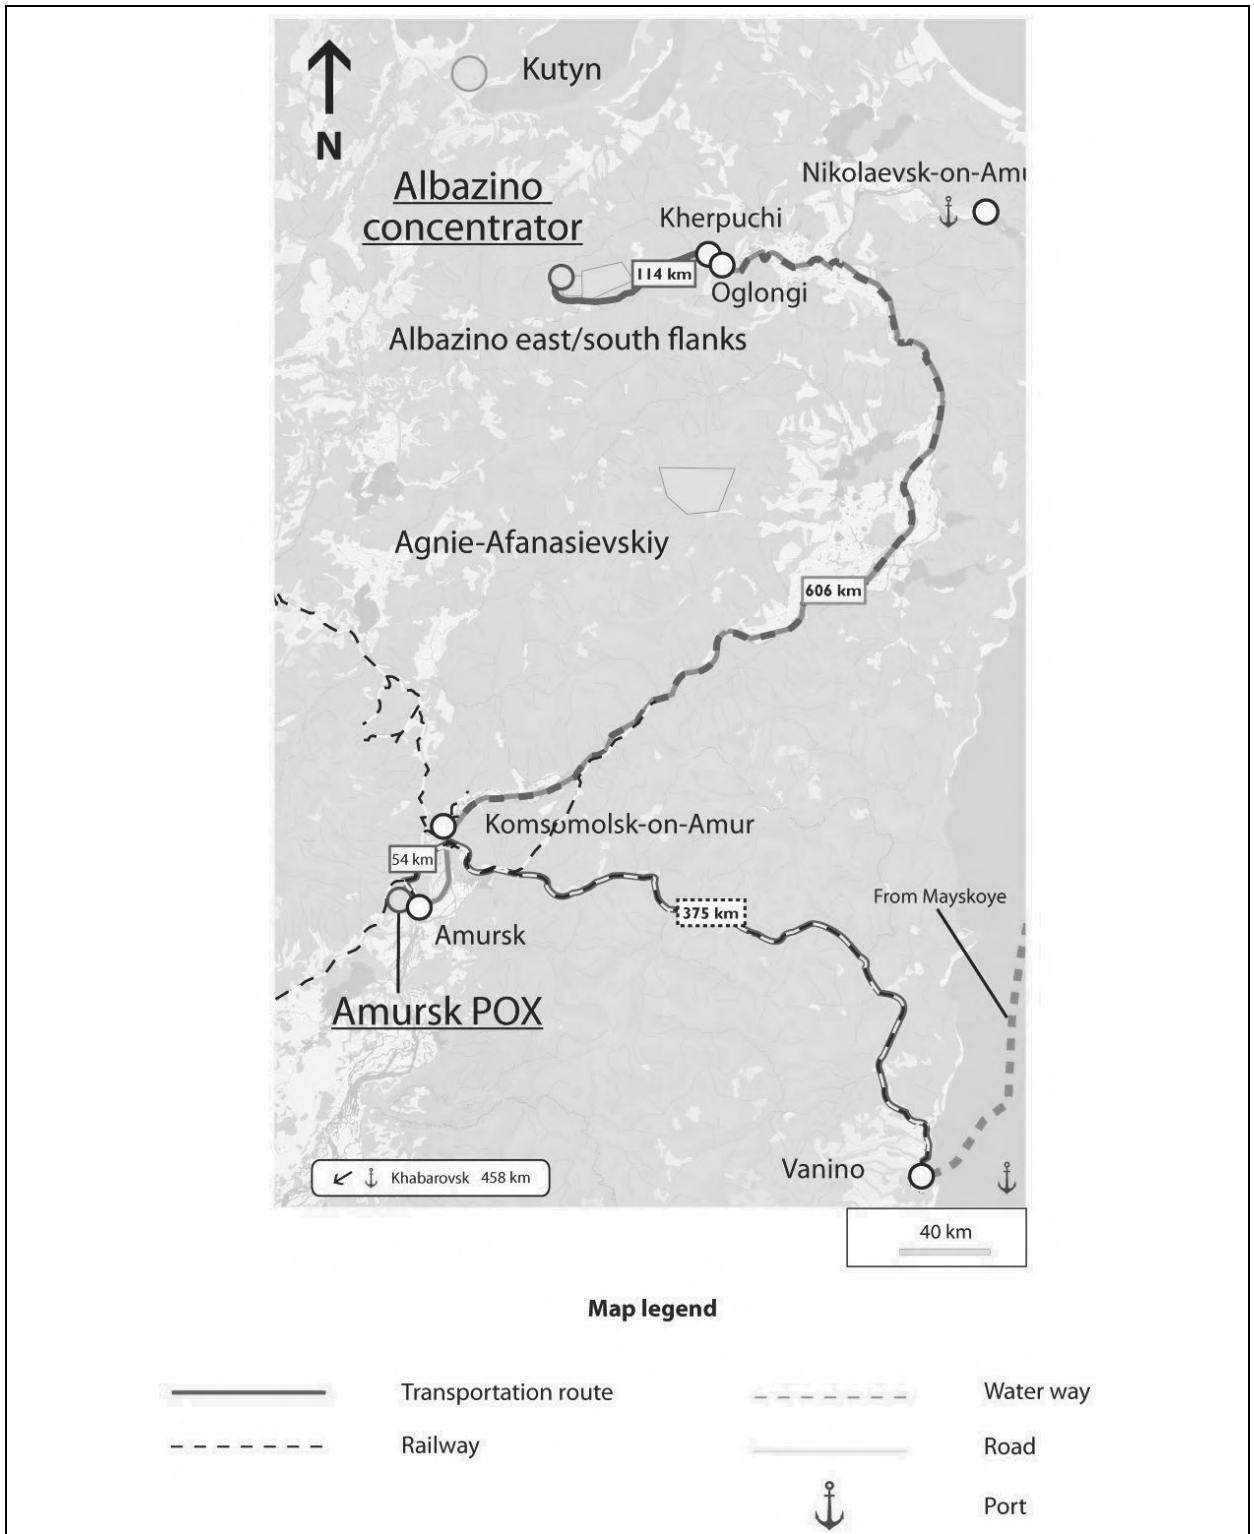 Kutyn
N
Albazino
concentrator
Nikolaevsk-on-Amu
Kherpuchi
114 km
Oglongi
Albazino east/south flanks
Agnie-Afanasievskiy
606 km
Komsomolsk-on-Amur
54 km
From Mayskoye
375 km
Amursk
Amursk POX
Vanino
Khabarovsk 458 km
40 km
Map legend
Transportation route
Water way
Railway
Road
Port